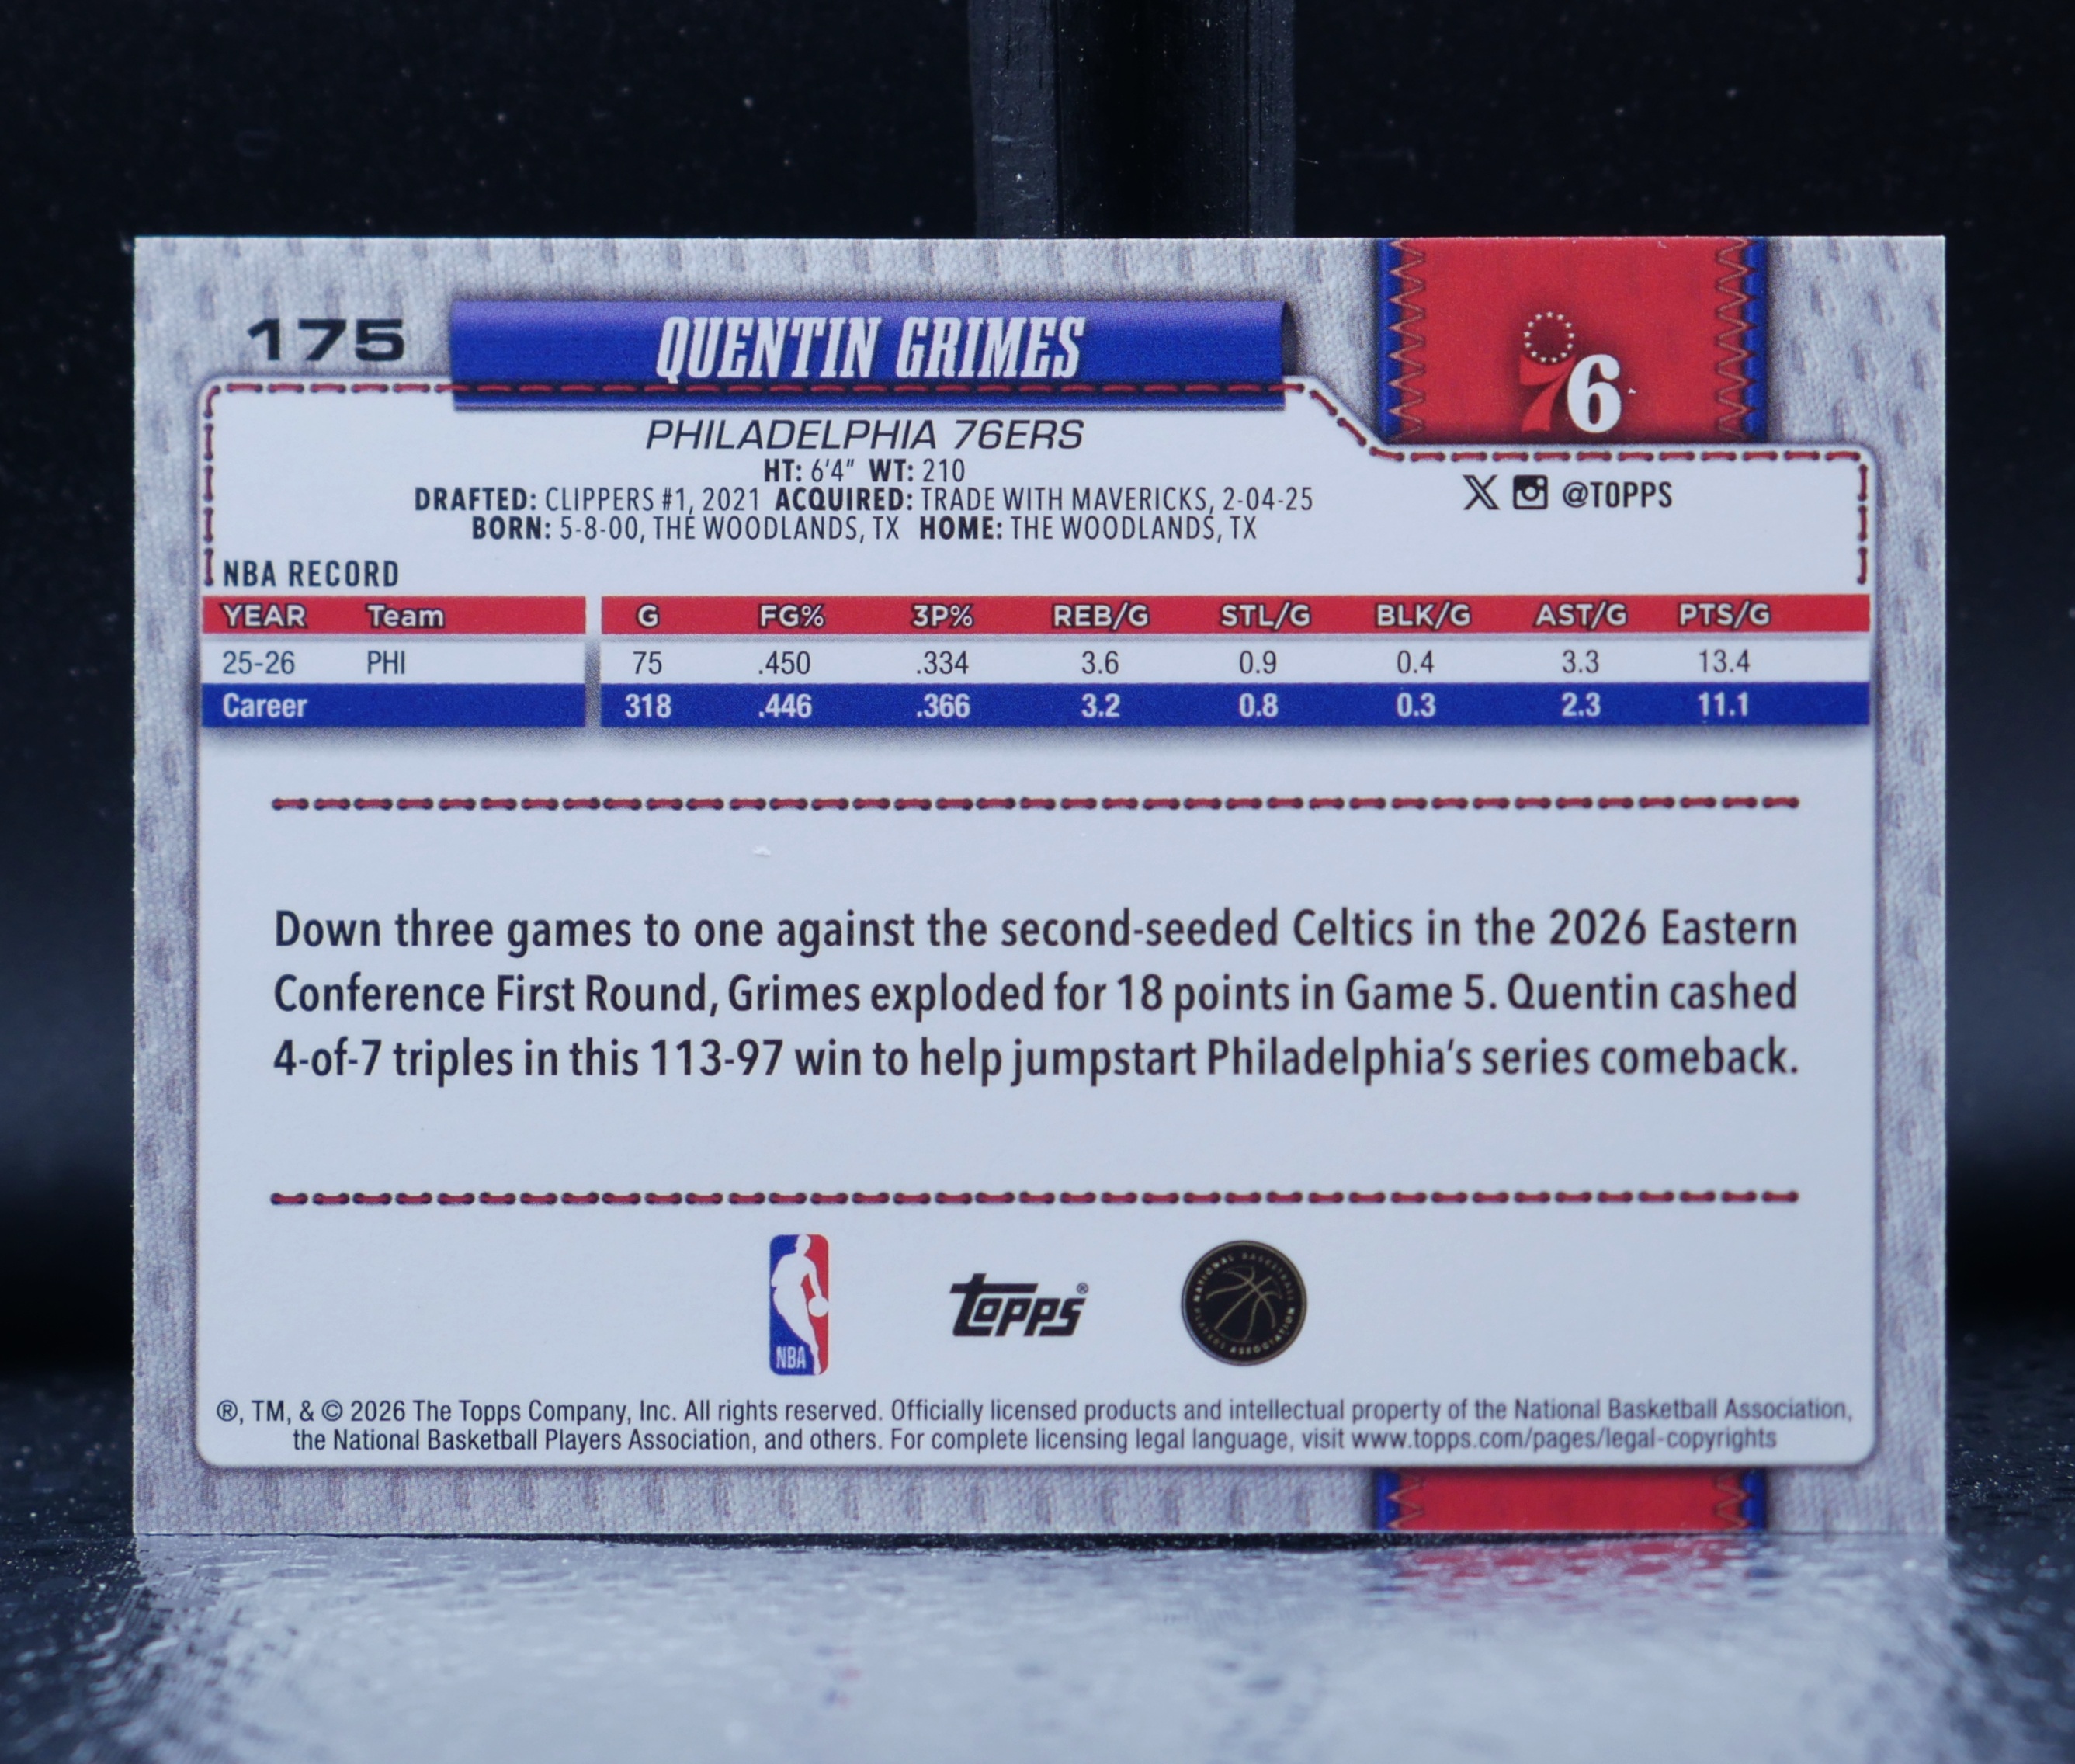 175
QUENTIN GRIMES
76
PHILADELPHIA 76ERS
HT: 6'4" WT: 210
DRAFTED: CLIPPERS #1, 2021 ACQUIRED: TRADE WITH MAVERICKS, 2-04-25
BORN: 5-8-00, THE WOODLANDS, TX HOME: THE WOODLANDS, TX
@TOPPS
NBA RECORD
YEAR Team G FG% 3P% REB/G STL/G BLK/G AST/G PTS/G
25-26 PHI 75 .450 .334 3.6 0.9 0.4 3.3 13.4
Career 318 .446 .366 3.2 0.8 0.3 2.3 11.1
Down three games to one against the second-seeded Celtics in the 2026 Eastern
Conference First Round, Grimes exploded for 18 points in Game 5. Quentin cashed
4-of-7 triples in this 113-97 win to help jumpstart Philadelphia's series comeback.
NBA
Topps®
NATIONAL BASKETBALL PLAYERS ASSOCIATION
®, TM, & © 2026 The Topps Company, Inc. All rights reserved. Officially licensed products and intellectual property of the National Basketball Association,
the National Basketball Players Association, and others. For complete licensing legal language, visit www.topps.com/pages/legal-copyrights